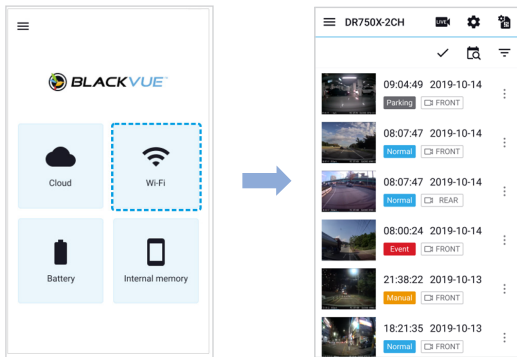 BLACKVUE
Cloud
Wi-Fi
Battery
Internal memory
DR750X-2CH
LIVE
09:04:49 2019-10-14
Parking FRONT
08:07:47 2019-10-14
Normal FRONT
08:07:47 2019-10-14
Normal REAR
08:00:24 2019-10-14
Event FRONT
21:38:22 2019-10-13
Manual FRONT
18:21:35 2019-10-13
Normal FRONT